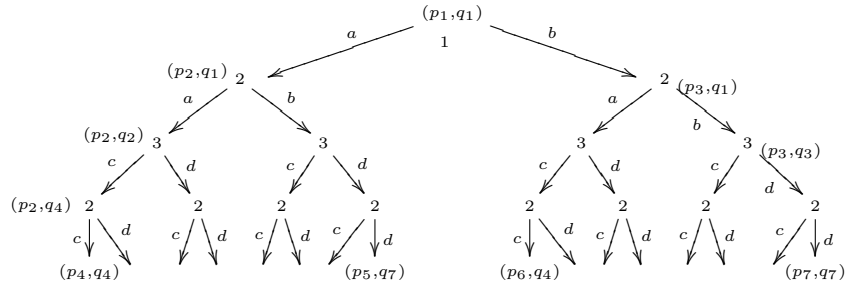 (p1,q1)
a 1 b
(p2,q1) 2 2 (p3,q1)
a b a b
(p2,q2) 3 3 3 3 (p3,q3)
c d c d c d c d
(p2,q4) 2 2 2 2 2 2 2 2
c d c d c d c d c d c d c d c d
(p4,q4) (p5,q7) (p6,q4) (p7,q7)